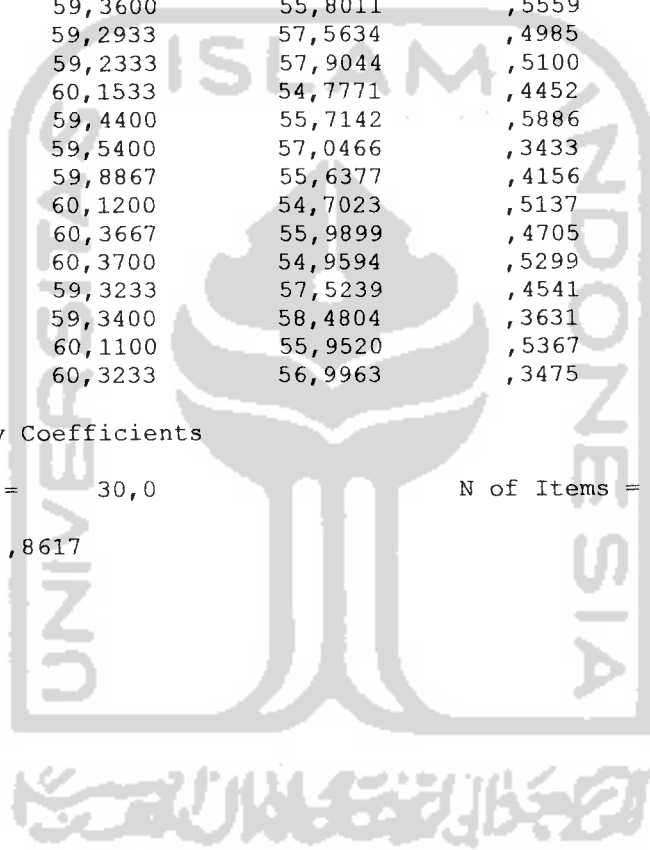 59,3600 55,8011 ,5559
59,2933 57,5634 ,4985
59,2333 57,9044 ,5100
60,1533 54,7771 ,4452
59,4400 55,7142 ,5886
59,5400 57,0466 ,3433
59,8867 55,6377 ,4156
60,1200 54,7023 ,5137
60,3667 55,9899 ,4705
60,3700 54,9594 ,5299
59,3233 57,5239 ,4541
59,3400 58,4804 ,3631
60,1100 55,9520 ,5367
60,3233 56,9963 ,3475
y Coefficients
= 30,0 N of Items =
,8617
UNIVERSITAS
ISLAM
INDONESIA